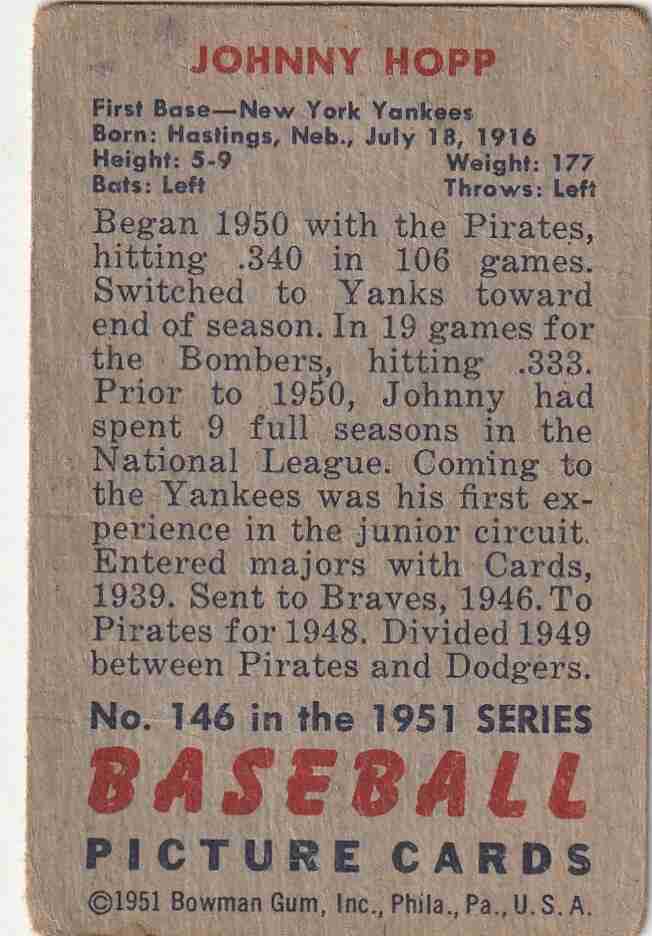 JOHNNY HOPP
First Base—New York Yankees
Born: Hastings, Neb., July 18, 1916
Height: 5-9 Weight: 177
Bats: Left Throws: Left
Began 1950 with the Pirates,
hitting .340 in 106 games.
Switched to Yanks toward
end of season. In 19 games for
the Bombers, hitting .333.
Prior to 1950, Johnny had
spent 9 full seasons in the
National League. Coming to
the Yankees was his first ex-
perience in the junior circuit.
Entered majors with Cards,
1939. Sent to Braves, 1946. To
Pirates for 1948. Divided 1949
between Pirates and Dodgers.
No. 146 in the 1951 SERIES
BASEBALL
PICTURE CARDS
©1951 Bowman Gum, Inc., Phila., Pa., U. S. A.